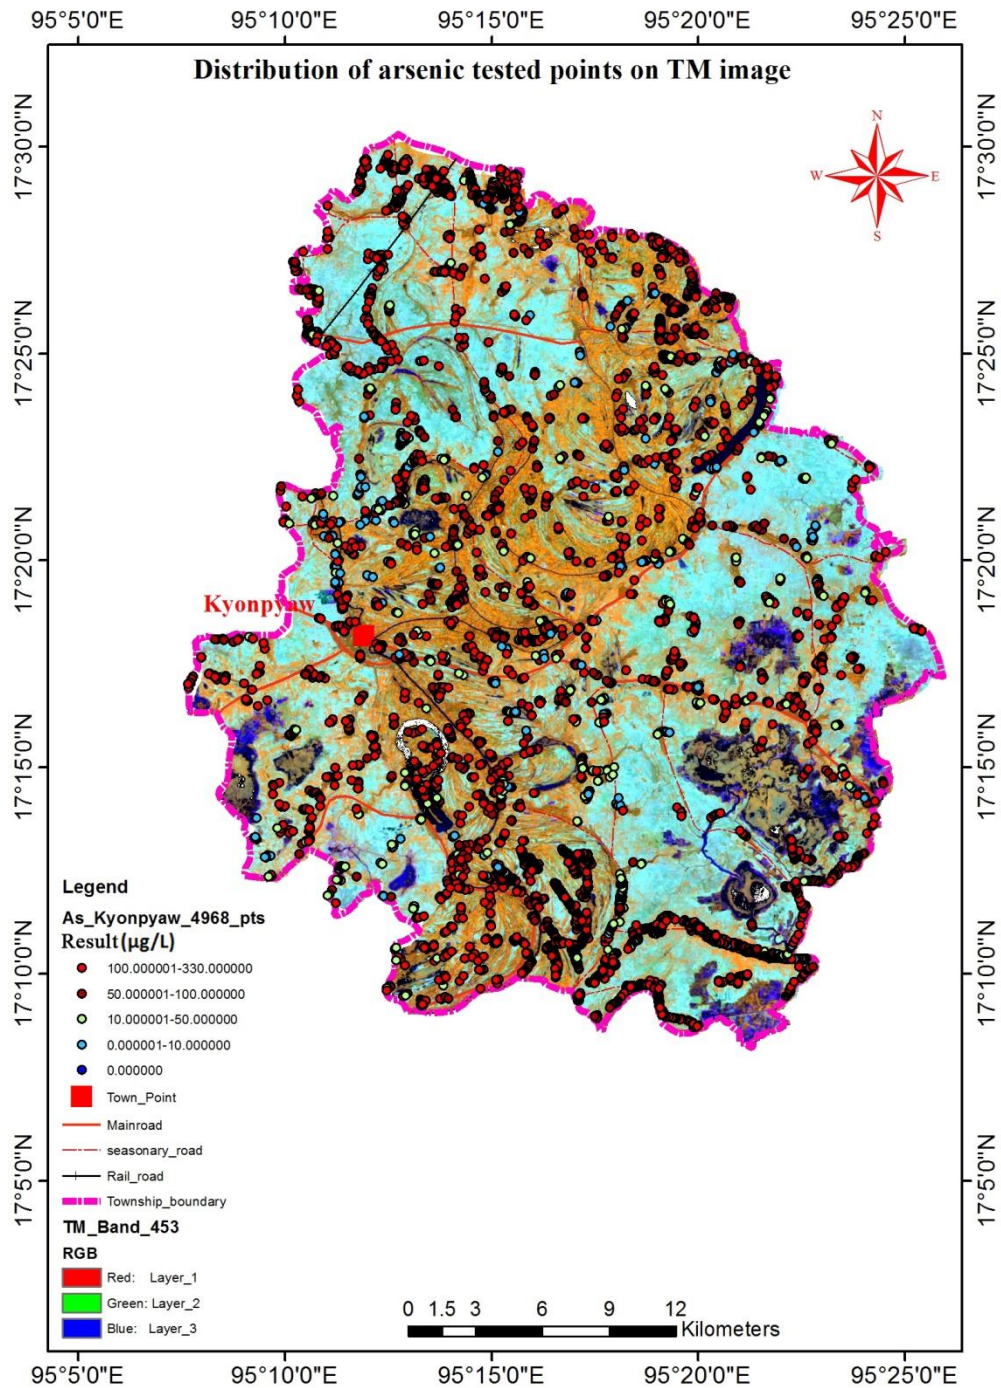 95°5'0"E 95°10'0"E 95°15'0"E 95°20'0"E 95°25'0"E
Distribution of arsenic tested points on TM image
N
W E
S
17°30'0"N 17°30'0"N
17°25'0"N 17°25'0"N
17°20'0"N 17°20'0"N
Kyonpyaw
17°15'0"N 17°15'0"N
17°10'0"N 17°10'0"N
17°5'0"N 17°5'0"N
Legend
As_Kyonpyaw_4968_pts
Result(µg/L)
100.000001-330.000000
50.000001-100.000000
10.000001-50.000000
0.000001-10.000000
0.000000
Town_Point
Mainroad
seasonary_road
Rail_road
Township_boundary
TM_Band_453
RGB
Red: Layer_1
Green: Layer_2
Blue: Layer_3
0 1.5 3 6 9 12
Kilometers
95°5'0"E 95°10'0"E 95°15'0"E 95°20'0"E 95°25'0"E